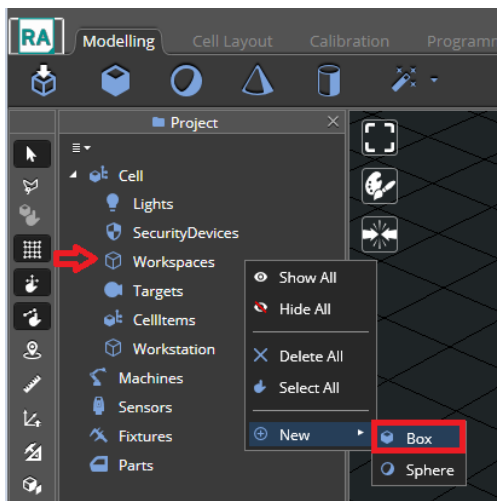 RA
Modelling Cell Layout Calibration Programm
Project
Cell
Lights
SecurityDevices
Workspaces
Targets
CellItems
Workstation
Machines
Sensors
Fixtures
Parts
Show All
Hide All
Delete All
Select All
New
Box
Sphere